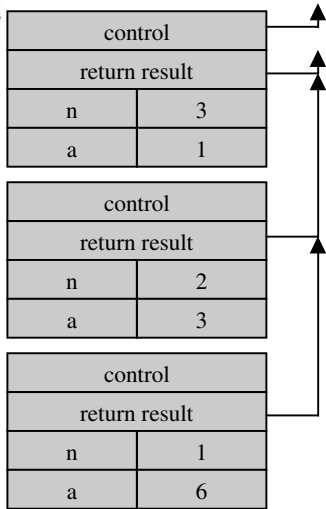 control
return result
n 3
a 1
control
return result
n 2
a 3
control
return result
n 1
a 6